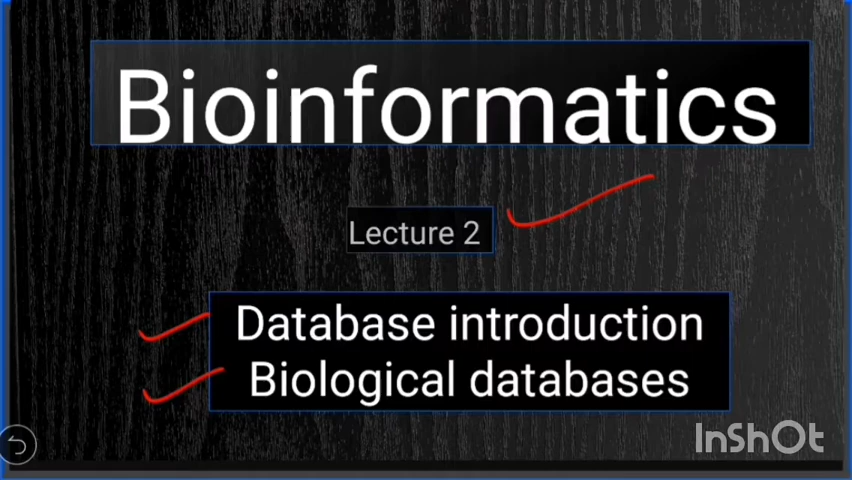 Bioinformatics
Lecture 2
Database introduction
Biological databases
InShOt